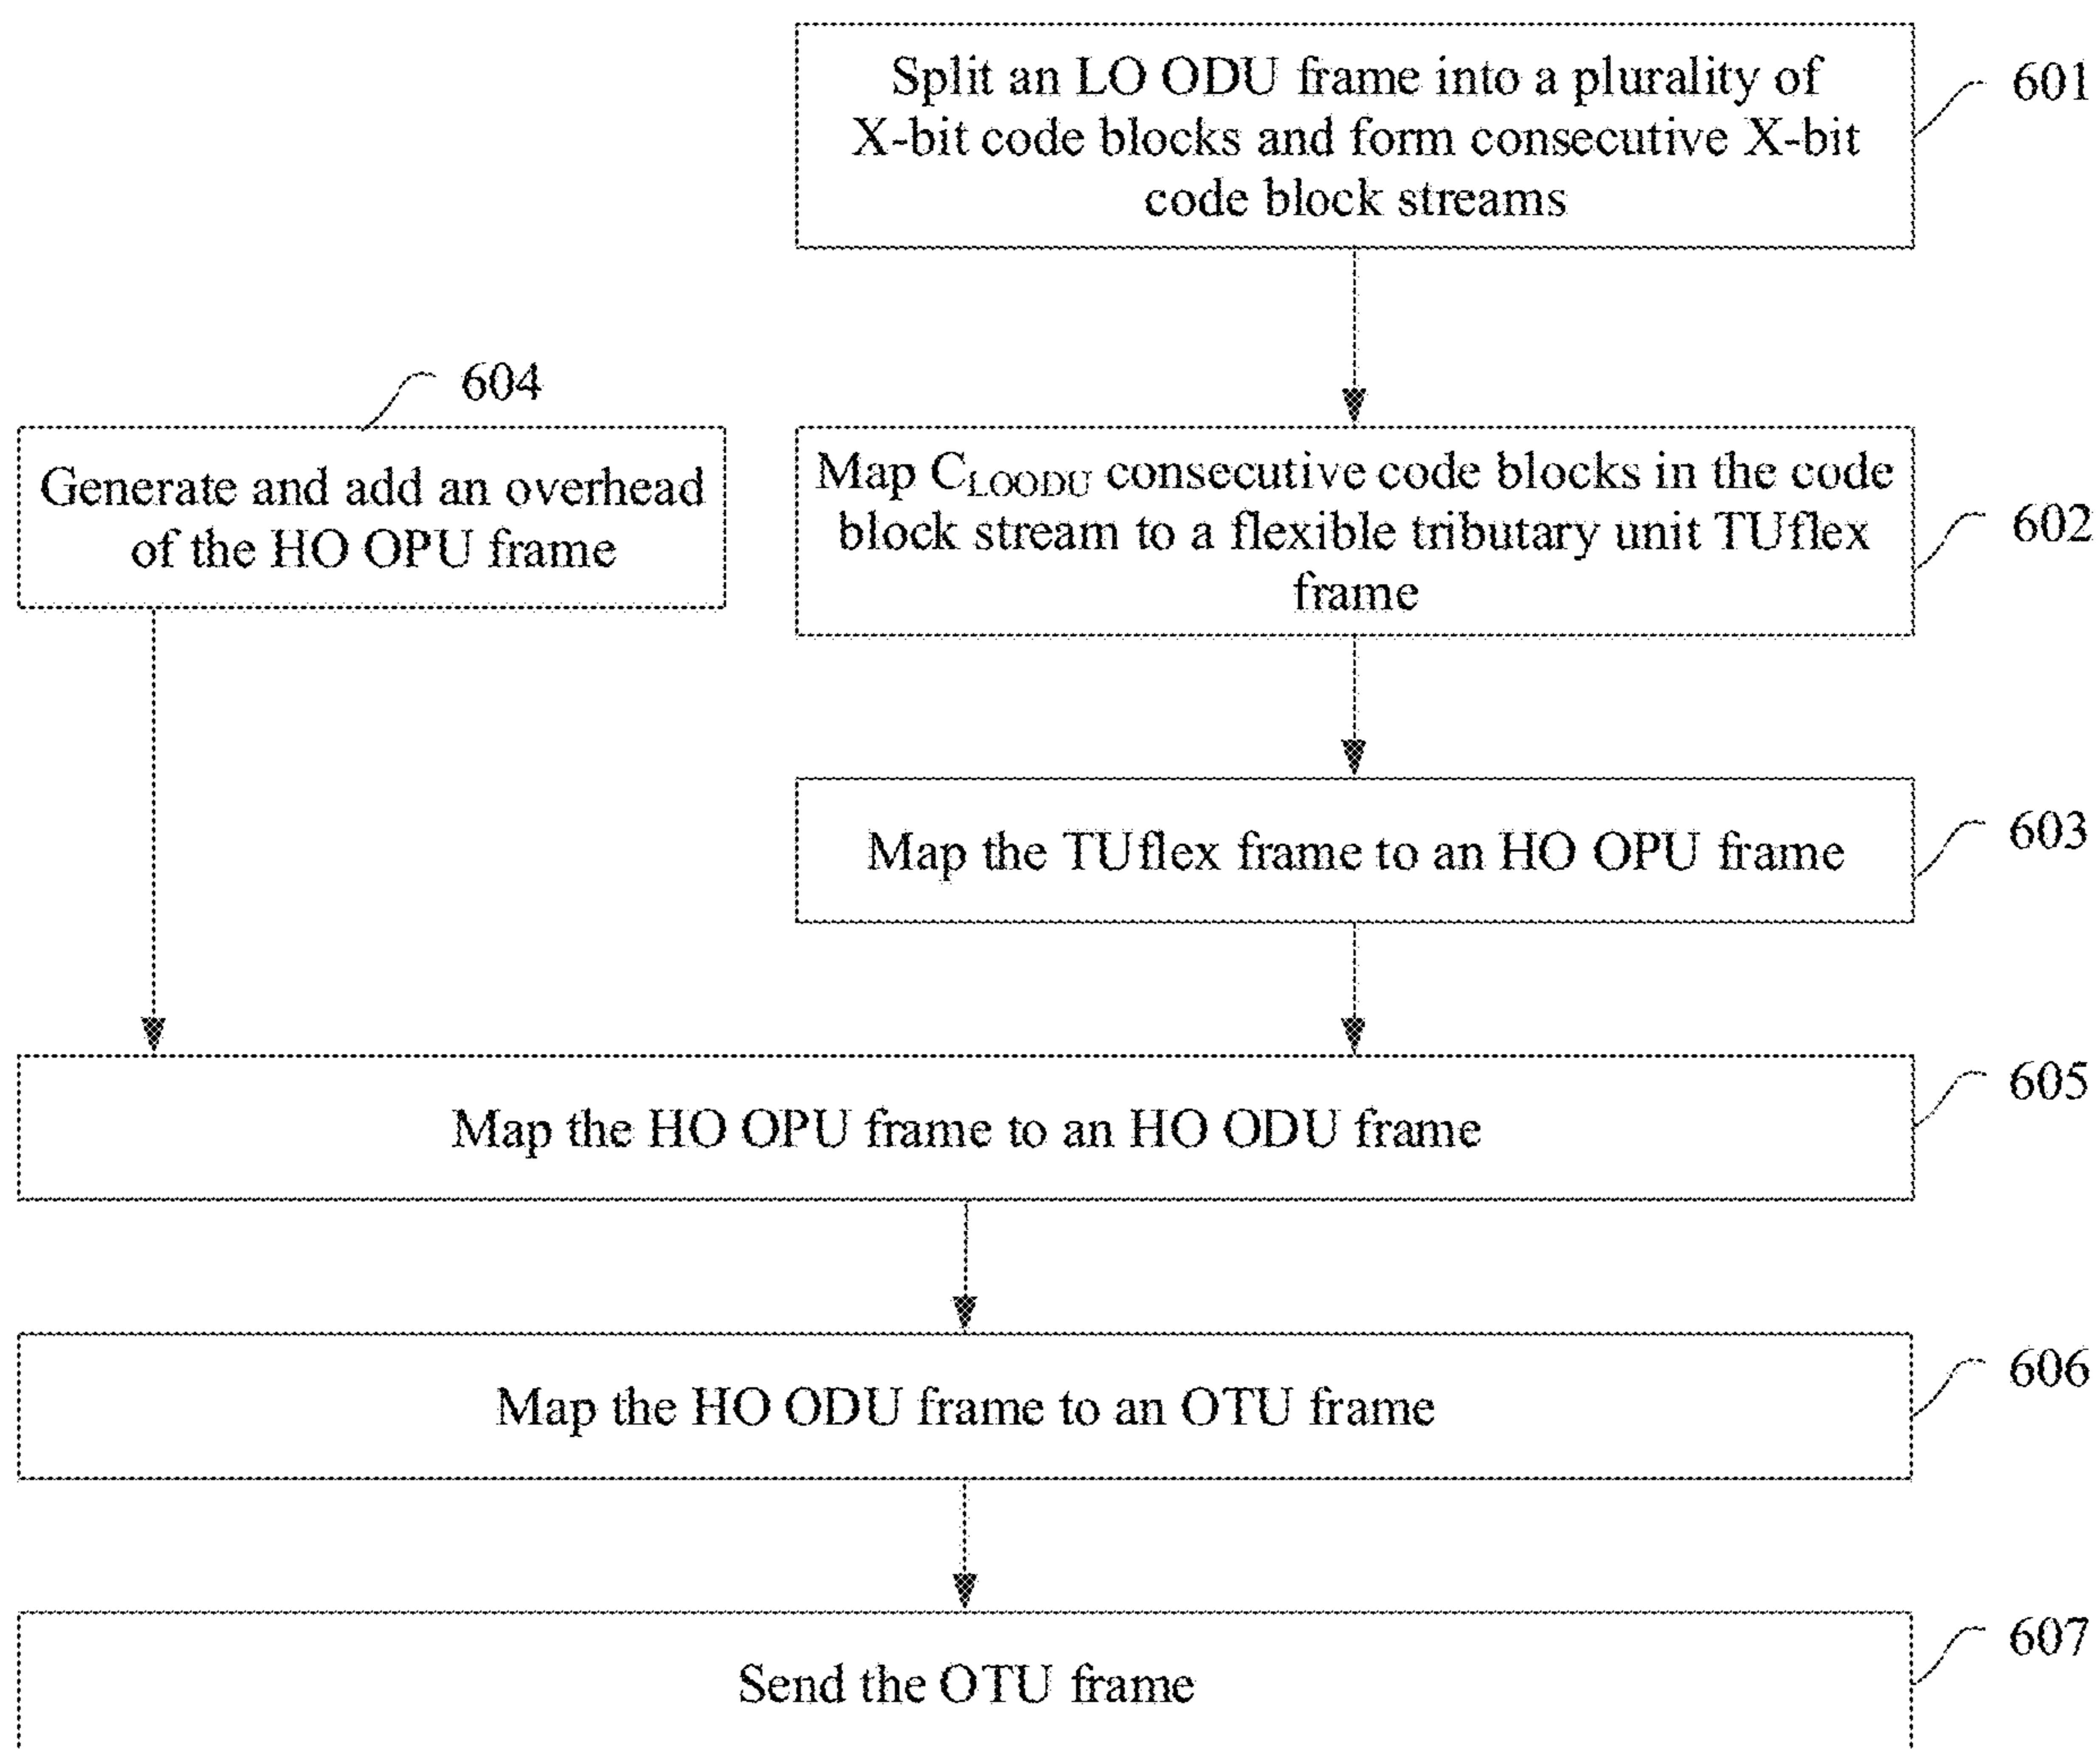 Split an LO ODU frame into a plurality of
X-bit code blocks and form consecutive X-bit
code block streams
601
604
Generate and add an overhead
of the HO OPU frame
Map CLOODU consecutive code blocks in the code
block stream to a flexible tributary unit TUflex
frame
602
Map the TUflex frame to an HO OPU frame
603
Map the HO OPU frame to an HO ODU frame
605
Map the HO ODU frame to an OTU frame
606
Send the OTU frame
607